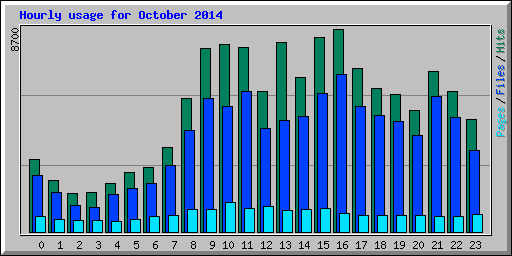 Hourly usage for October 2014
8700
Pages/Files/Hits
0 1 2 3 4 5 6 7 8 9 10 11 12 13 14 15 16 17 18 19 20 21 22 23